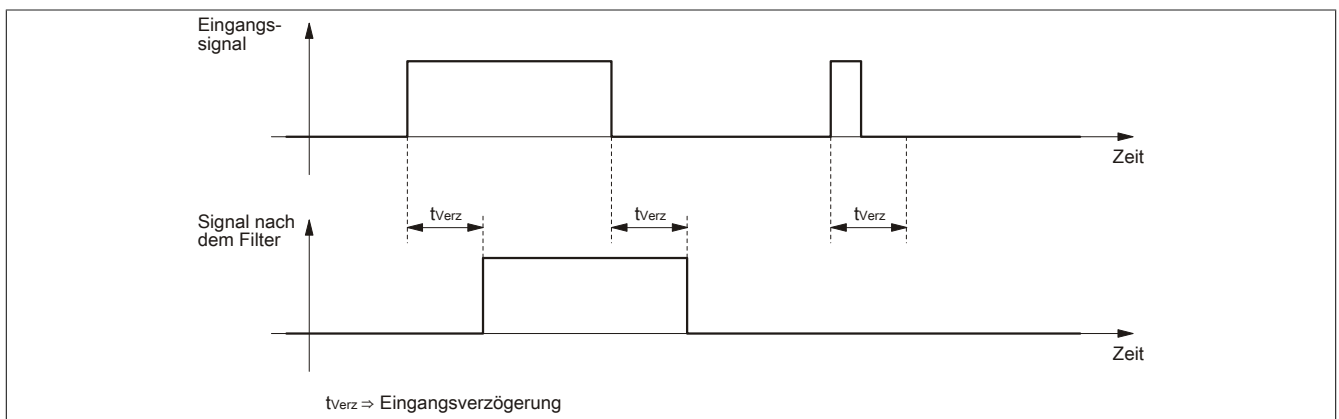 Eingangs-
signal
Zeit
tVerz
tVerz
tVerz
Signal nach
dem Filter
Zeit
tVerz ⇒ Eingangsverzögerung